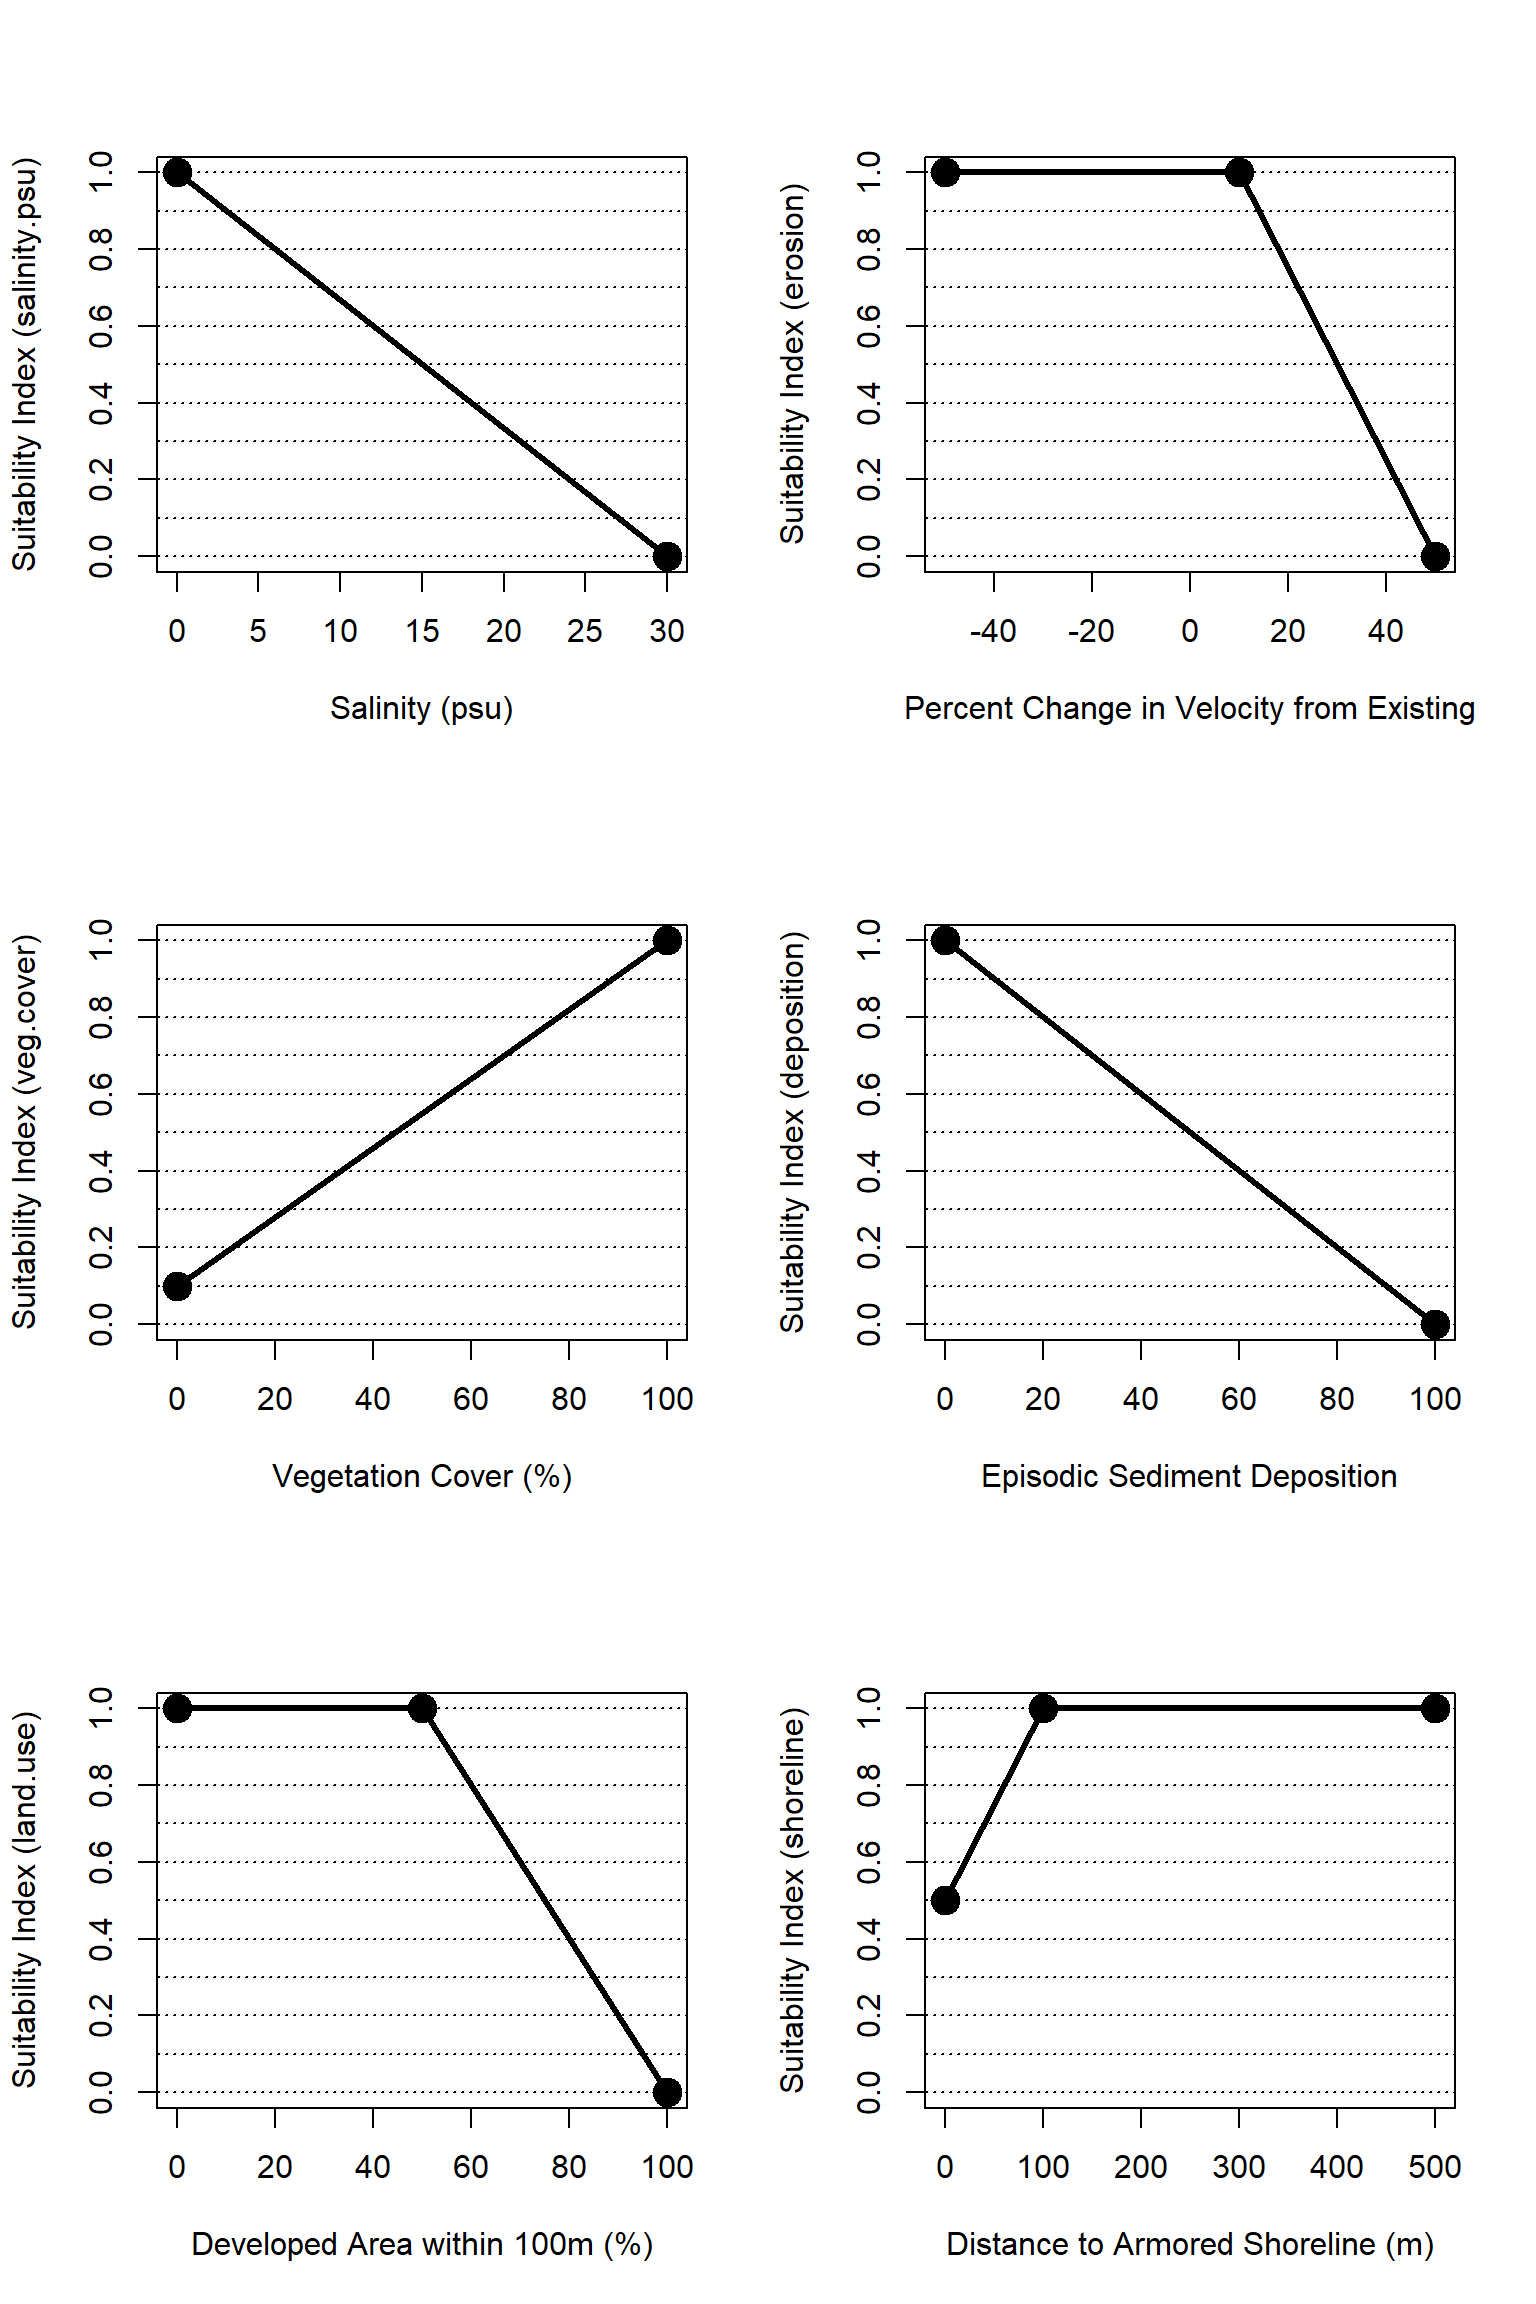 Suitability Index (salinity.psu)
1.0
0.8
0.6
0.4
0.2
0.0
0 5 10 15 20 25 30
Salinity (psu)
Suitability Index (erosion)
1.0
0.8
0.6
0.4
0.2
0.0
-40 -20 0 20 40
Percent Change in Velocity from Existing
Suitability Index (veg.cover)
1.0
0.8
0.6
0.4
0.2
0.0
0 20 40 60 80 100
Vegetation Cover (%)
Suitability Index (deposition)
1.0
0.8
0.6
0.4
0.2
0.0
0 20 40 60 80 100
Episodic Sediment Deposition
Suitability Index (land.use)
1.0
0.8
0.6
0.4
0.2
0.0
0 20 40 60 80 100
Developed Area within 100m (%)
Suitability Index (shoreline)
1.0
0.8
0.6
0.4
0.2
0.0
0 100 200 300 400 500
Distance to Armored Shoreline (m)